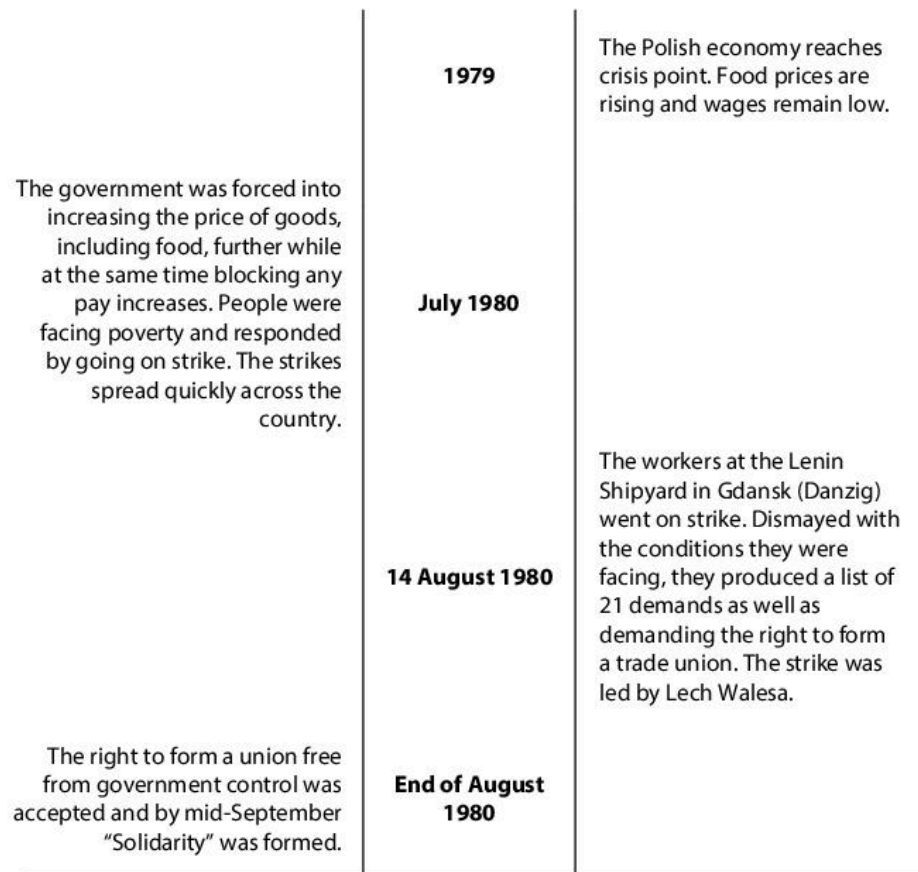 1979
The Polish economy reaches
crisis point. Food prices are
rising and wages remain low.
The government was forced into
increasing the price of goods,
including food, further while
at the same time blocking any
pay increases. People were
facing poverty and responded
by going on strike. The strikes
spread quickly across the
country.
July 1980
14 August 1980
The workers at the Lenin
Shipyard in Gdansk (Danzig)
went on strike. Dismayed with
the conditions they were
facing, they produced a list of
21 demands as well as
demanding the right to form
a trade union. The strike was
led by Lech Walesa.
The right to form a union free
from government control was
accepted and by mid-September
“Solidarity” was formed.
End of August
1980